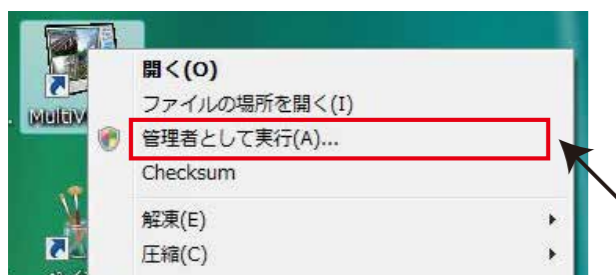 開く(O)
ファイルの場所を開く(I)
管理者として実行(A)...
Checksum
解凍(E)
圧縮(C)
MultiV